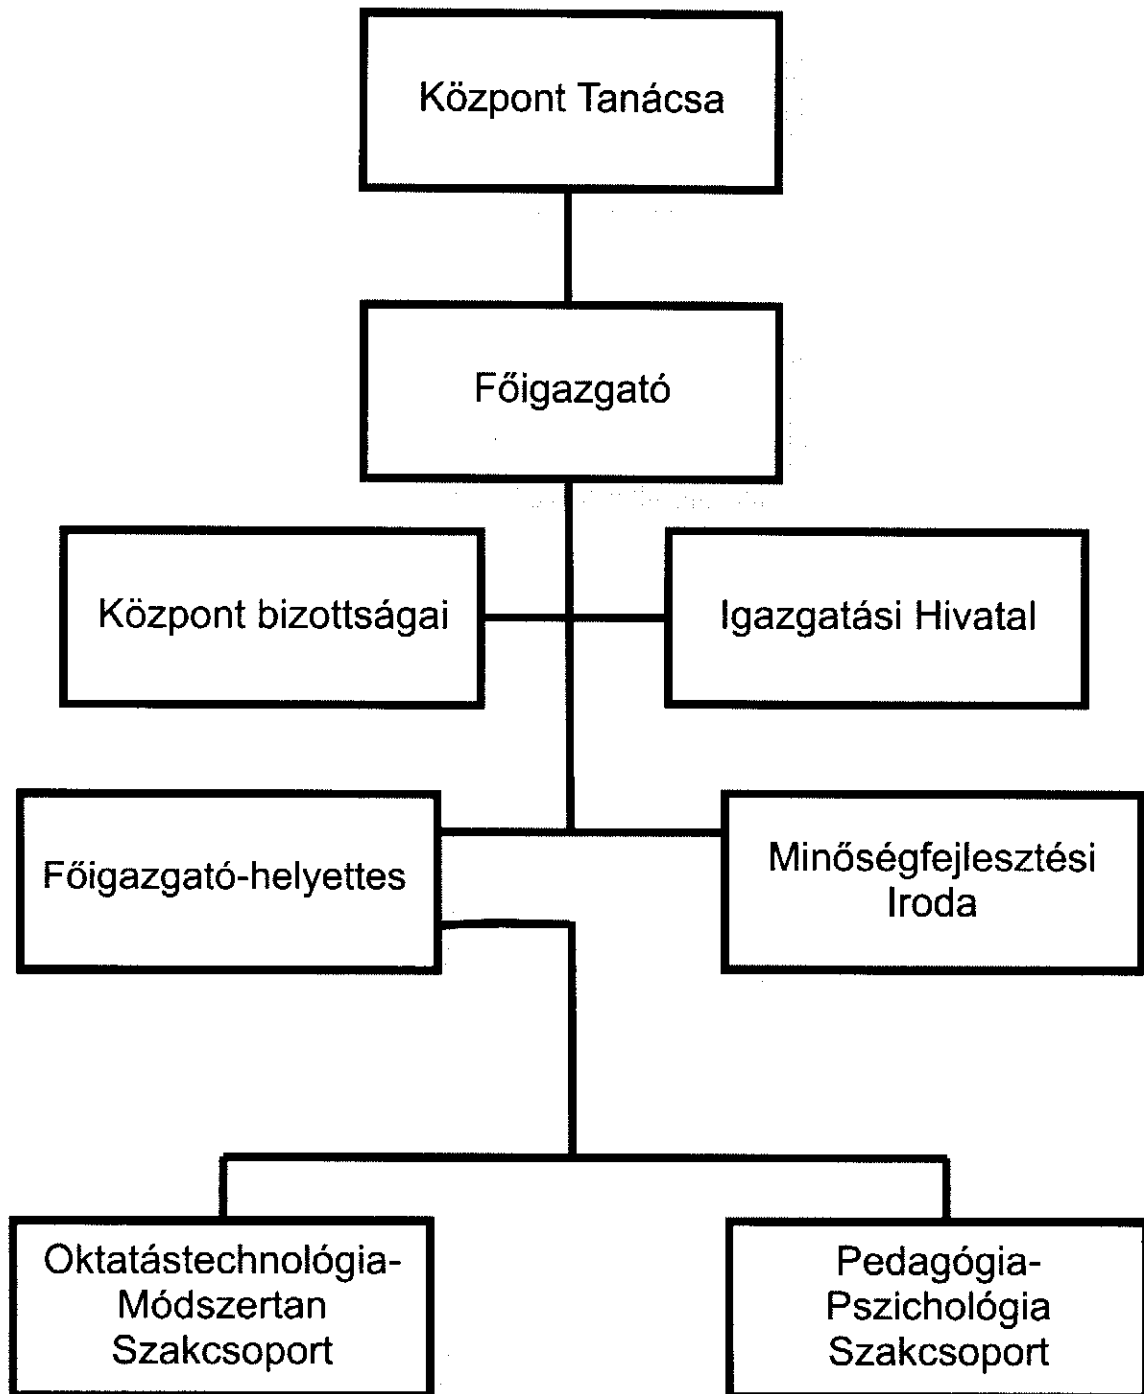 Központ Tanácsa
Főigazgató
Központ bizottságai
Igazgatási Hivatal
Főigazgató-helyettes
Minőségfejlesztési
Iroda
Oktatástechnológia-
Módszertan
Szakcsoport
Pedagógia-
Pszichológia
Szakcsoport